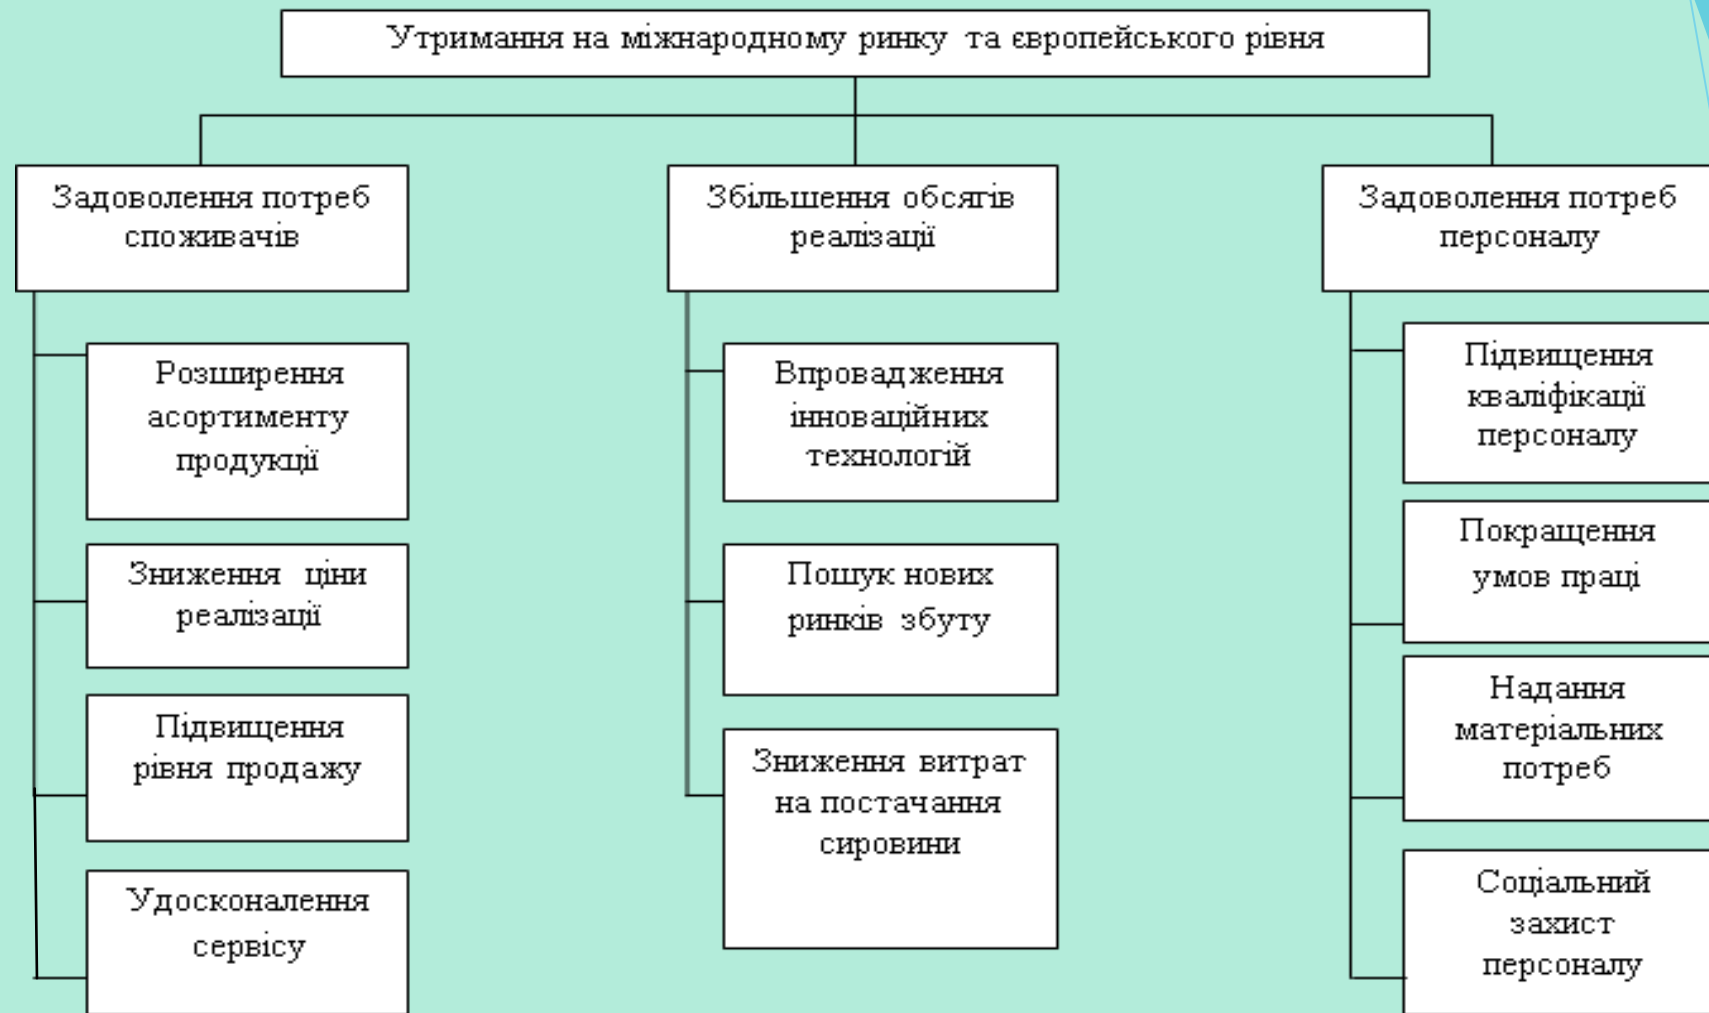 Утримання на міжнародному ринку та європейського рівня
Задоволення потреб
споживачів
Розширення
асортименту
продукції
Зниження ціни
реалізації
Підвищення
рівня продажу
Удосконалення
сервісу
Збільшення обсягів
реалізації
Впровадження
інноваційних
технологій
Пошук нових
ринків збуту
Зниження витрат
на постачання
сировини
Задоволення потреб
персоналу
Підвищення
кваліфікації
персоналу
Покращення
умов праці
Надання
матеріальних
потреб
Соціальний
захист
персоналу